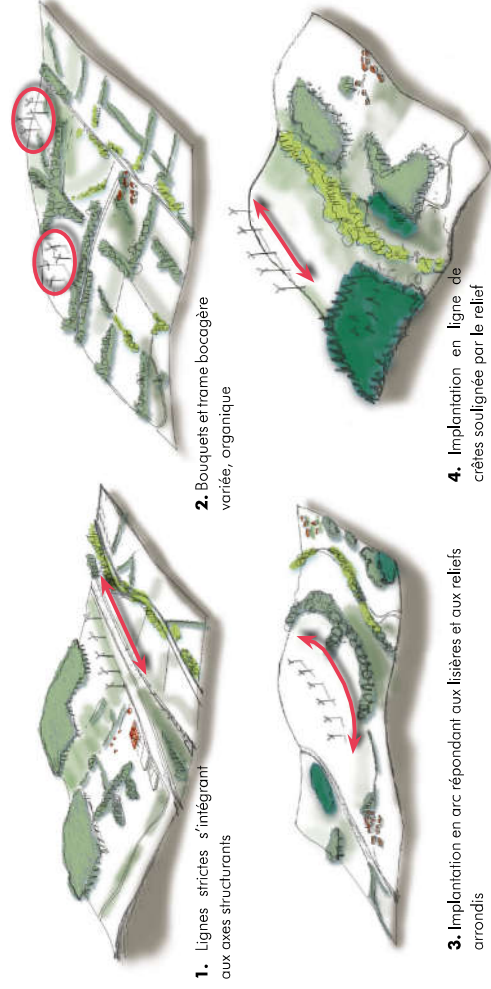 1. Lignes strictes s’intégrant
aux axes structurants
2. Bouquets et trame bocagère
variée, organique
3. Implantation en arc répondant aux lisières et aux reliefs
arrondis
4. Implantation en ligne de
crêtes soulignée par le relief